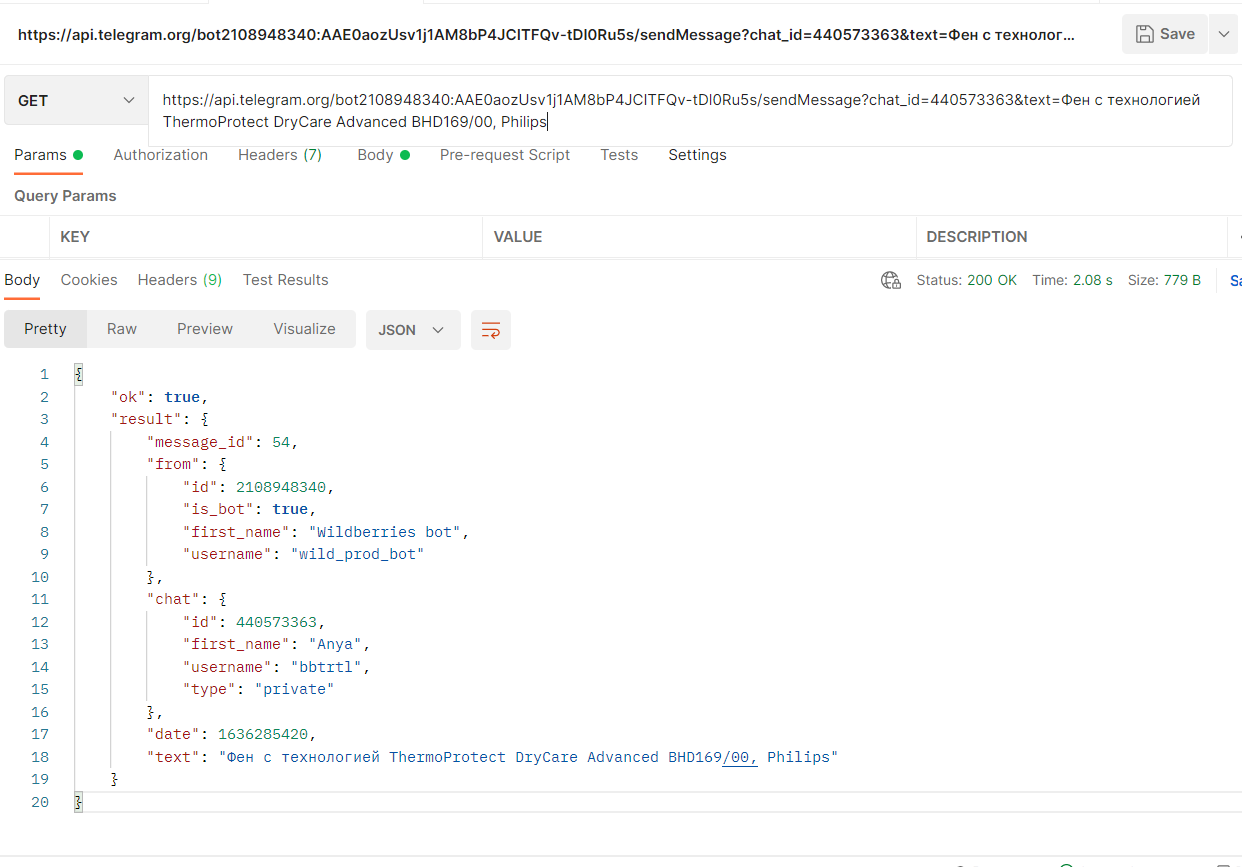 https://api.telegram.org/bot2108948340:AAE0aozUsv1j1AM8bP4JCITFQv-tDI0Ru5s/sendMessage?chat_id=440573363&text=Фен с технолог...
Save
GET
https://api.telegram.org/bot2108948340:AAE0aozUsv1j1AM8bP4JCITFQv-tDI0Ru5s/sendMessage?chat_id=440573363&text=Фен с технологией
ThermoProtect DryCare Advanced BHD169/00, Philips
Params Authorization Headers (7) Body Pre-request Script Tests Settings
Query Params
KEY VALUE DESCRIPTION
Body Cookies Headers (9) Test Results Status: 200 OK Time: 2.08 s Size: 779 B
Pretty Raw Preview Visualize JSON
1 {
2 "ok": true,
3 "result": {
4 "message_id": 54,
5 "from": {
6 "id": 2108948340,
7 "is_bot": true,
8 "first_name": "Wildberries bot",
9 "username": "wild_prod_bot"
10 },
11 "chat": {
12 "id": 440573363,
13 "first_name": "Anya",
14 "username": "bbtrtl",
15 "type": "private"
16 },
17 "date": 1636285420,
18 "text": "Фен с технологией ThermoProtect DryCare Advanced BHD169/00, Philips"
19 }
20 }